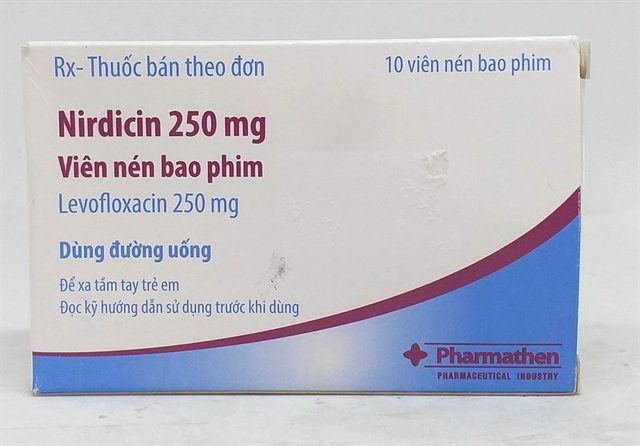 Rx- Thuốc bán theo đơn
10 viên nén bao phim
Nirdicin 250 mg
Viên nén bao phim
Levofloxacin 250 mg
Dùng đường uống
Để xa tầm tay trẻ em
Đọc kỹ hướng dẫn sử dụng trước khi dùng
Pharmathen
PHARMACEUTICAL INDUSTRY